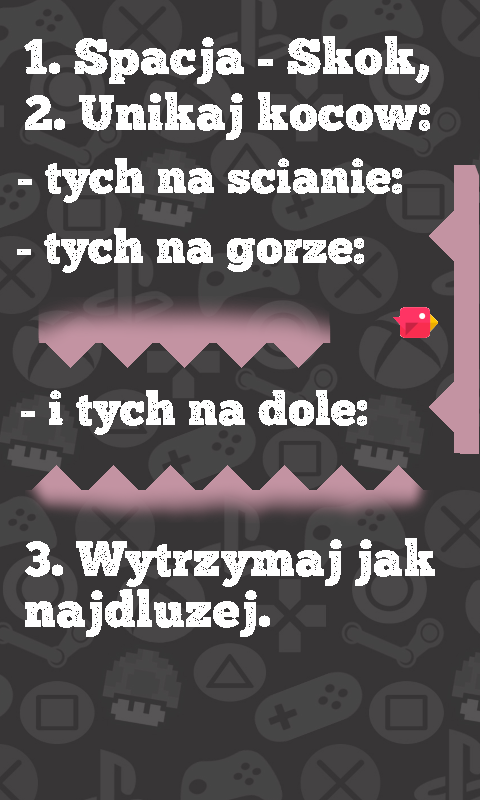 1. Spacja - Skok,
2. Unikaj kocow:
- tych na scianie:
- tych na gorze:
- i tych na dole:
3. Wytrzymaj jak
najdluzej.